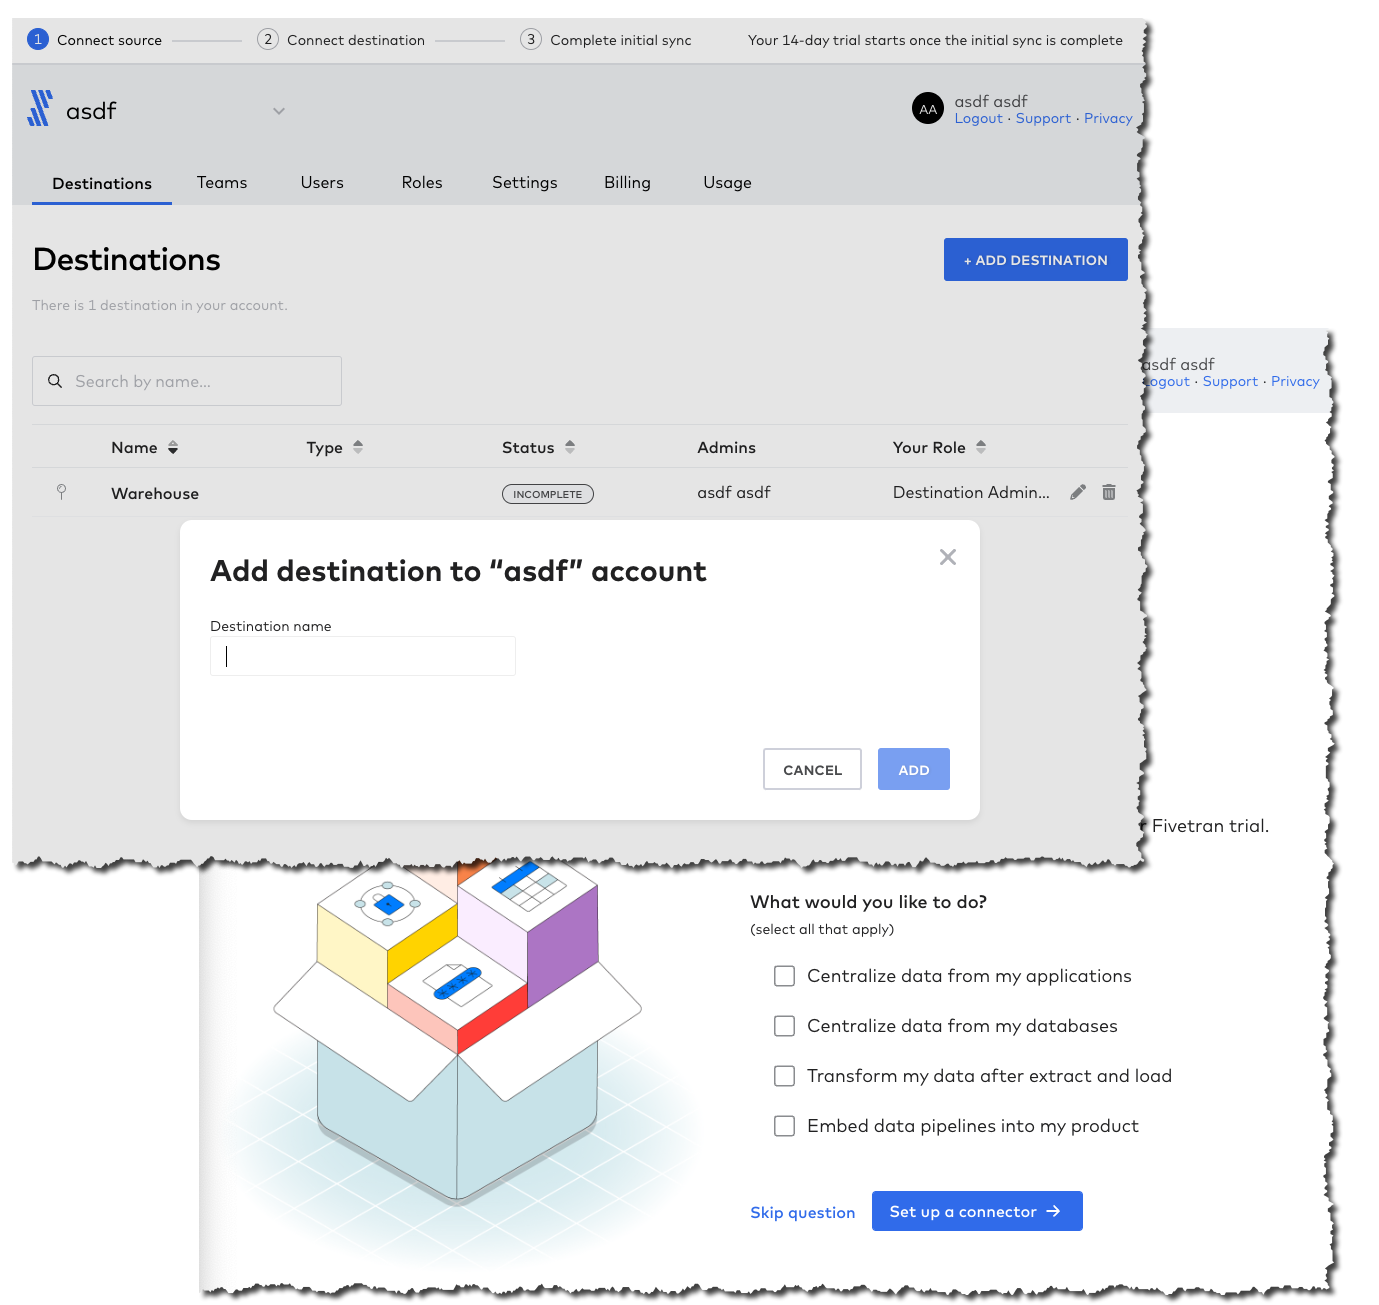 1 Connect source 2 Connect destination 3 Complete initial sync Your 14-day trial starts once the initial sync is complete
asdf
AA asdf asdf
Logout · Support · Privacy
Destinations Teams Users Roles Settings Billing Usage
Destinations
+ ADD DESTINATION
There is 1 destination in your account.
asdf asdf
Logout · Support · Privacy
Search by name...
Name Type Status Admins Your Role
Warehouse INCOMPLETE asdf asdf Destination Admin...
Add destination to “asdf” account
Destination name
CANCEL ADD
Fivetran trial.
What would you like to do?
(select all that apply)
Centralize data from my applications
Centralize data from my databases
Transform my data after extract and load
Embed data pipelines into my product
Skip question Set up a connector →